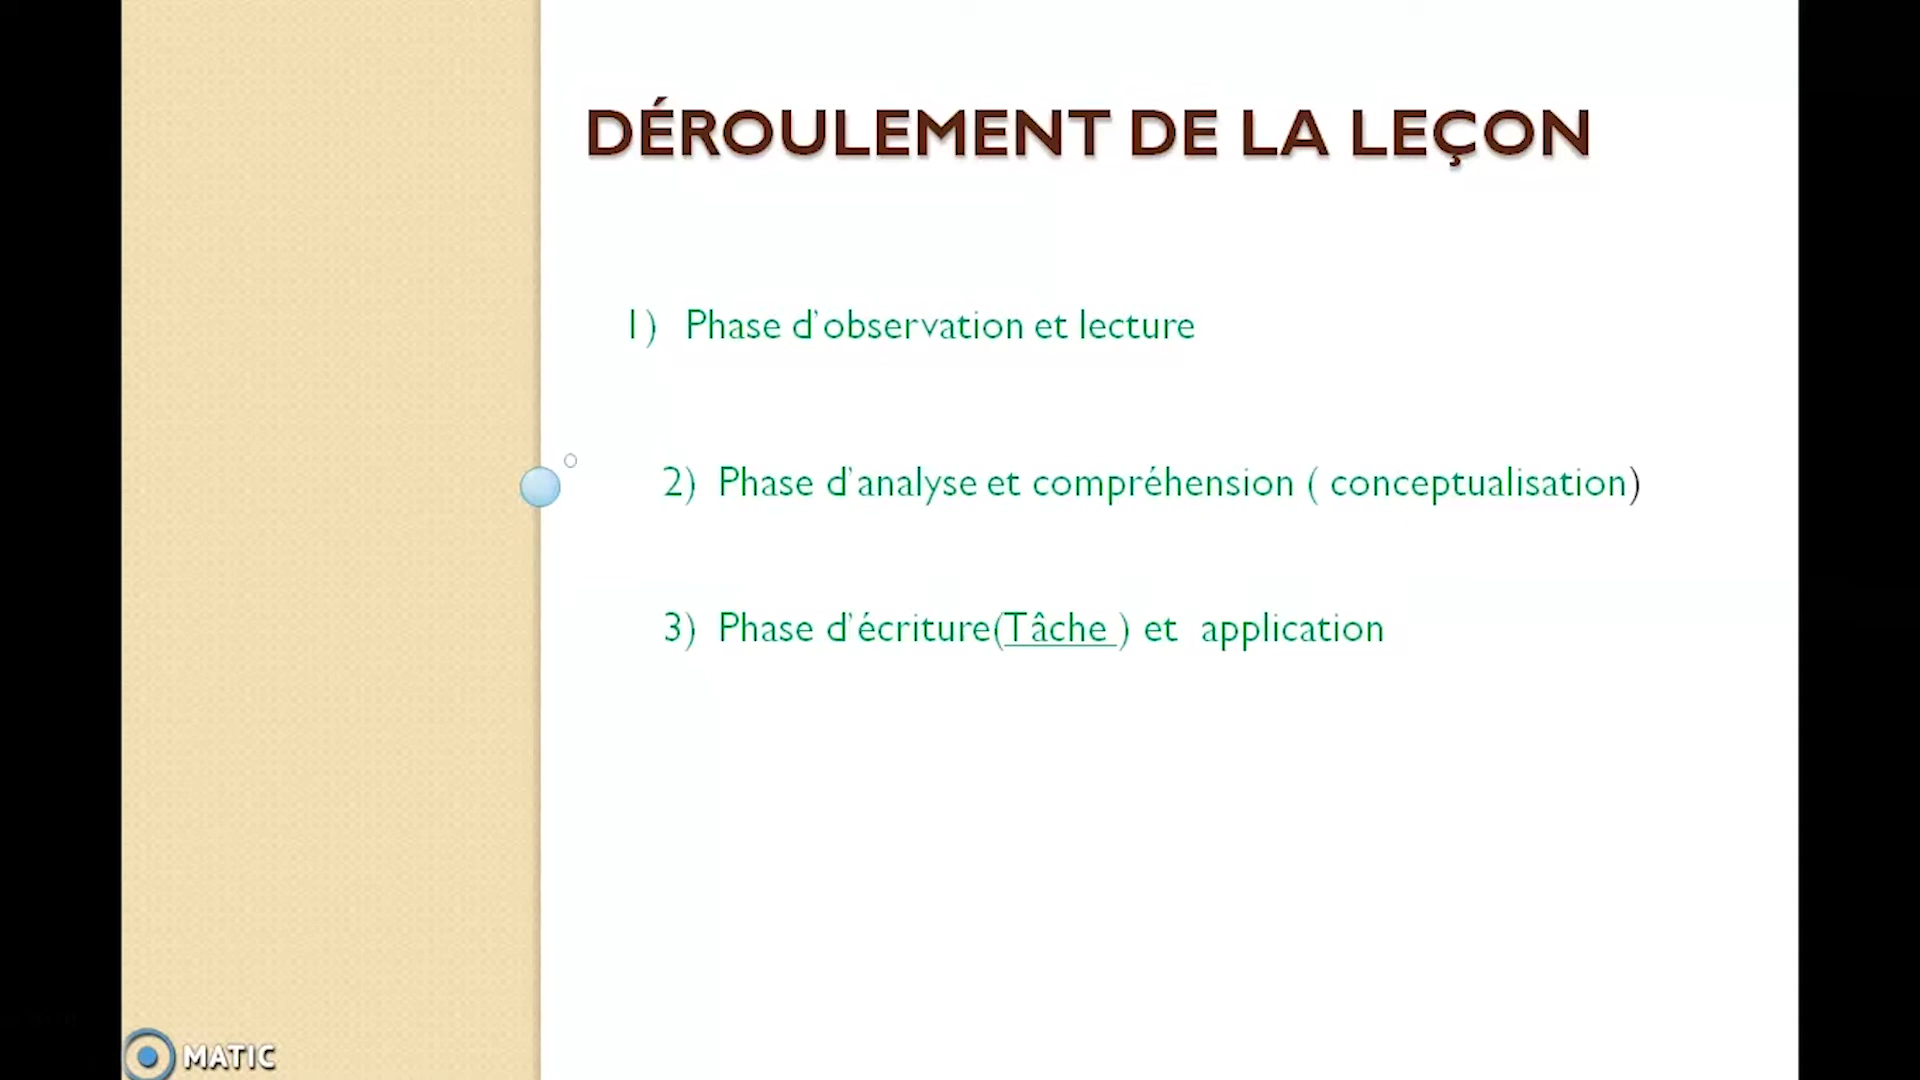 DÉROULEMENT DE LA LEÇON
1) Phase d'observation et lecture
2) Phase d'analyse et compréhension ( conceptualisation)
3) Phase d'écriture(Tâche ) et application
MATIC